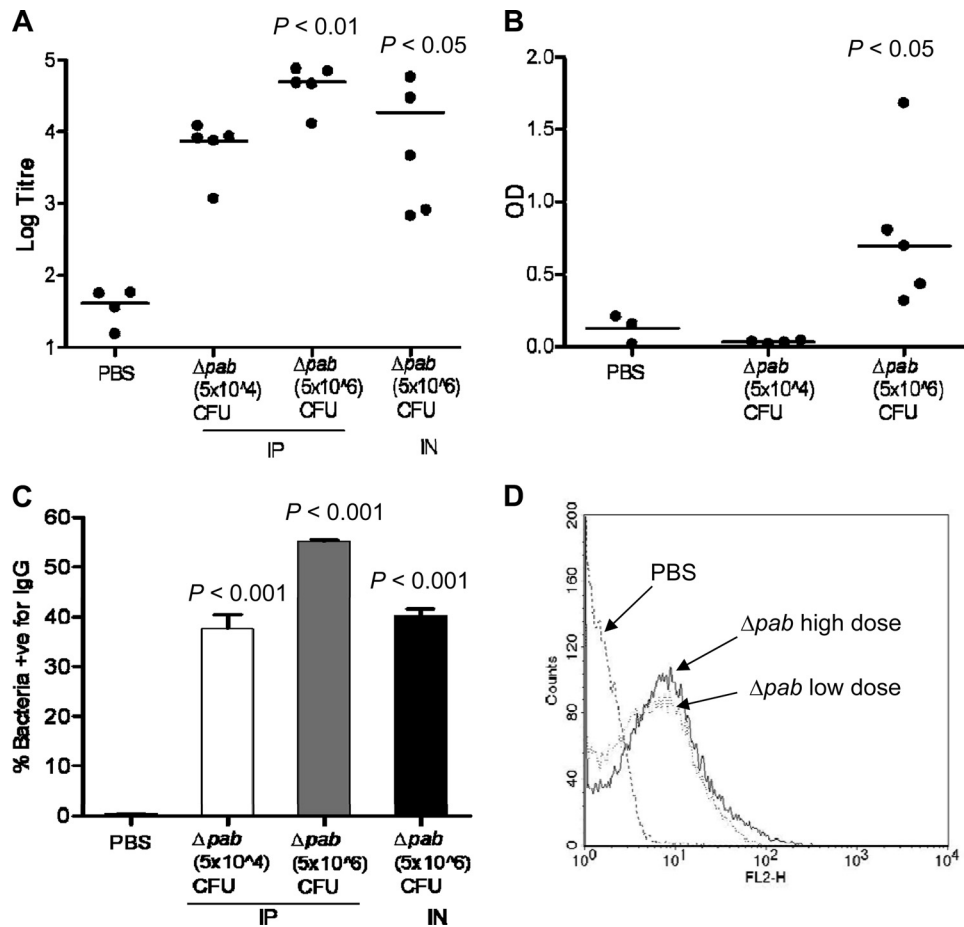 A
P < 0.01
P < 0.05
5
4
3
2
1
Log Titre
PBS
Δpab
(5x10^4)
CFU
Δpab
(5x10^6)
CFU
Δpab
(5x10^6)
CFU
IP
IN
B
P < 0.05
2.0
1.5
1.0
0.5
0.0
OD
PBS
Δpab
(5x10^4)
CFU
Δpab
(5x10^6)
CFU
C
P < 0.001
P < 0.001
P < 0.001
60
50
40
30
20
10
0
% Bacteria +ve for IgG
PBS
Δpab
(5x10^4)
CFU
Δpab
(5x10^6)
CFU
Δpab
(5x10^6)
CFU
IP
IN
D
200
160
120
80
40
0
Counts
PBS
Δpab high dose
Δpab low dose
10^0
10^1
10^2
10^3
10^4
FL2-H